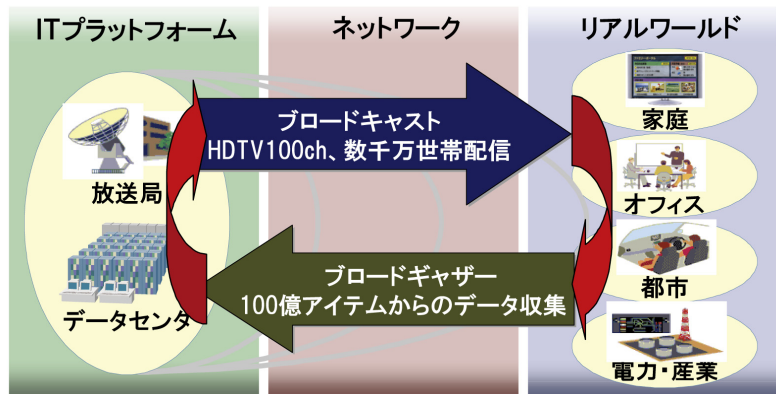 ITプラットフォーム
ネットワーク
リアルワールド
放送局
データセンタ
ブロードキャスト
HDTV100ch、数千万世帯配信
ブロードギャザー
100億アイテムからのデータ収集
家庭
オフィス
都市
電力・産業